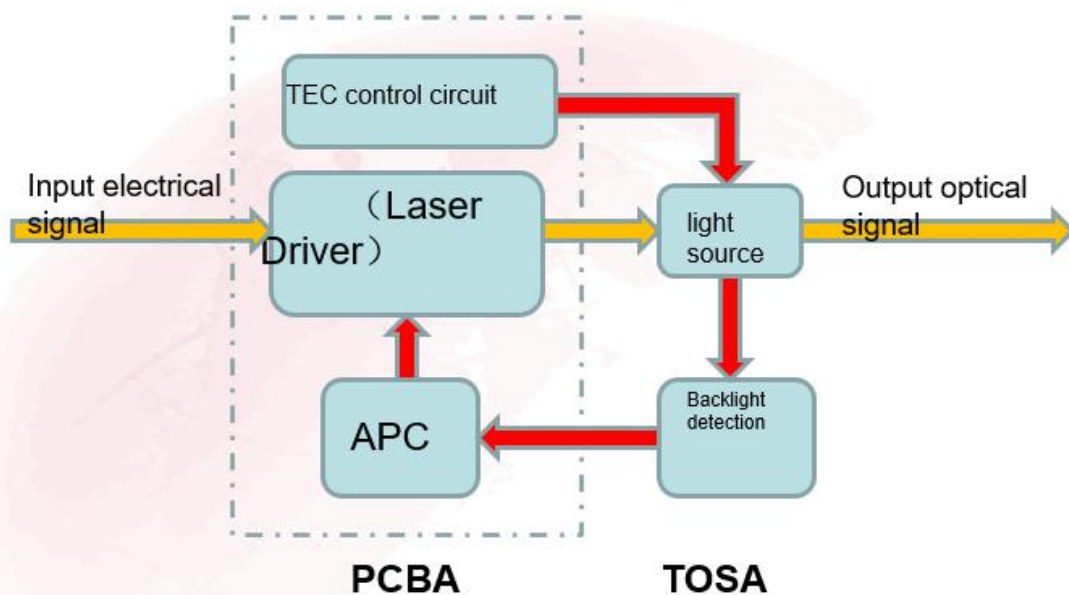 TEC control circuit
Input electrical
signal
（Laser
Driver）
light
source
Output optical
signal
APC
Backlight
detection
PCBA
TOSA